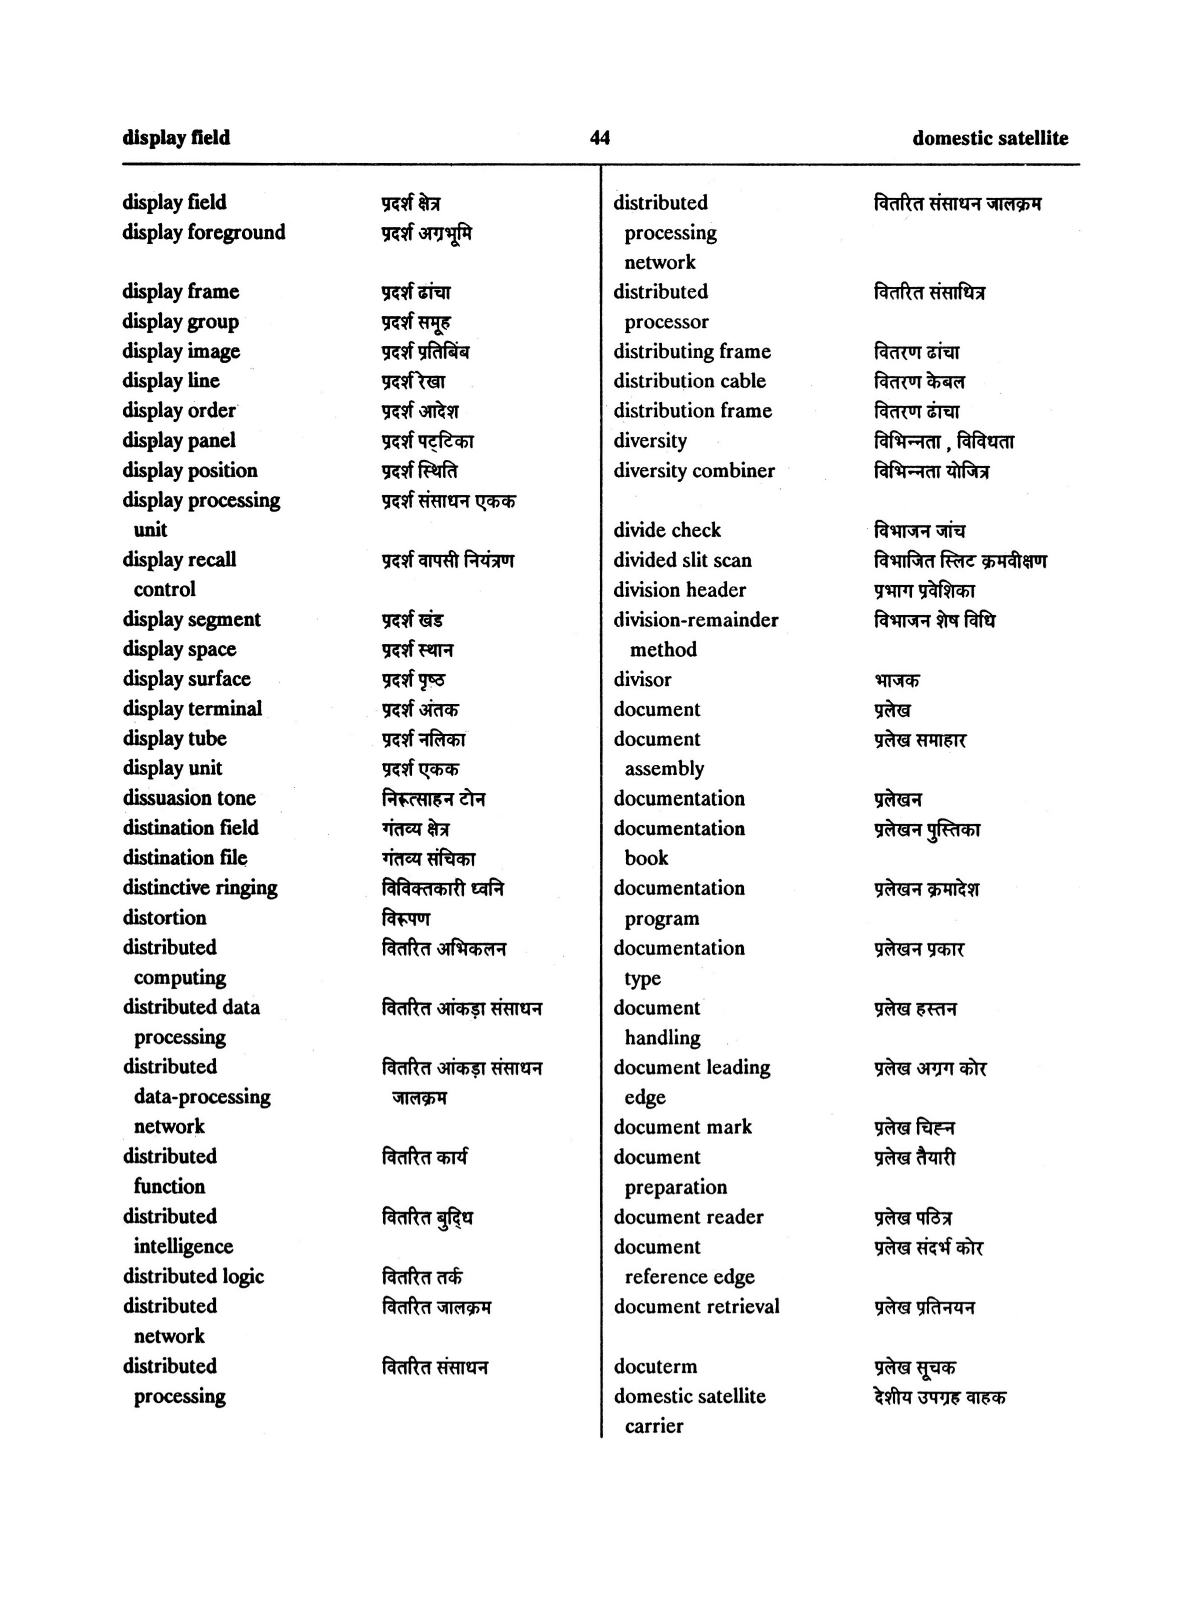 display field 44 domestic satellite
display field प्रदर्श क्षेत्र
display foreground प्रदर्श अग्रभूमि
display frame प्रदर्श ढांचा
display group प्रदर्श समूह
display image प्रदर्श प्रतिबिंब
display line प्रदर्श रेखा
display order प्रदर्श आदेश
display panel प्रदर्श पट्‌टिका
display position प्रदर्श स्थिति
display processing प्रदर्श संसाधन एकक
unit
display recall प्रदर्श वापसी नियंत्रण
control
display segment प्रदर्श खंड
display space प्रदर्श स्थान
display surface प्रदर्श पृष्ठ
display terminal प्रदर्श अंतक
display tube प्रदर्श नलिका
display unit प्रदर्श एकक
dissuasion tone निरूत्साहन टोन
distination field गंतव्य क्षेत्र
distination file गंतव्य संचिका
distinctive ringing विविक्तकारी ध्वनि
distortion विरूपण
distributed वितरित अभिकलन
computing
distributed data वितरित आंकड़ा संसाधन
processing
distributed वितरित आंकड़ा संसाधन
data-processing जालक्रम
network
distributed वितरित कार्य
function
distributed वितरित बुद्‌धि
intelligence
distributed logic वितरित तर्क
distributed वितरित जालक्रम
network
distributed वितरित संसाधन
processing
distributed वितरित संसाधन जालक्रम
processing
network
distributed वितरित संसाधित्र
processor
distributing frame वितरण ढांचा
distribution cable वितरण केबल
distribution frame वितरण ढांचा
diversity विभिन्नता , विविधता
diversity combiner विभिन्नता योजित्र
divide check विभाजन जांच
divided slit scan विभाजित स्लिट क्रमवीक्षण
division header प्रभाग प्रवेशिका
division-remainder विभाजन शेष विधि
method
divisor भाजक
document प्रलेख
document प्रलेख समाहार
assembly
documentation प्रलेखन
documentation प्रलेखन पुस्तिका
book
documentation प्रलेखन क्रमादेश
program
documentation प्रलेखन प्रकार
type
document प्रलेख हस्तन
handling
document leading प्रलेख अग्रग कोर
edge
document mark प्रलेख चिह्न
document प्रलेख तैयारी
preparation
document reader प्रलेख पठित्र
document प्रलेख संदर्भ कोर
reference edge
document retrieval प्रलेख प्रतिनयन
docuterm प्रलेख सूचक
domestic satellite देशीय उपग्रह वाहक
carrier